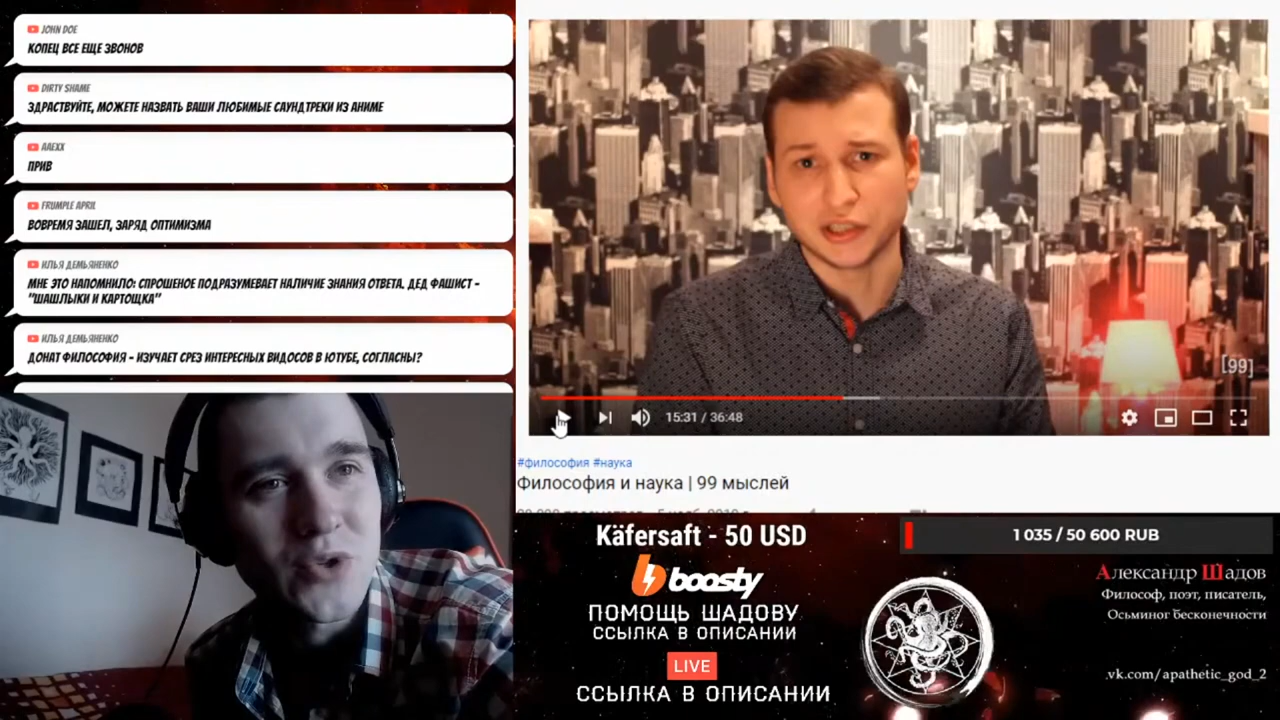 JOHN DOE
КОПЕЦ ВСЕ ЕЩЕ ЗВОНОВ
DIRTY SHAME
ЗДРАСТВУЙТЕ, МОЖЕТЕ НАЗВАТЬ ВАШИ ЛЮБИМЫЕ САУНДТРЕКИ ИЗ АНИМЕ
AAEXX
ПРИВ
FRUMPLE APRIL
ВОВРЕМЯ ЗАШЕЛ, ЗАРЯД ОПТИМИЗМА
ИЛЬЯ ДЕМЬЯНЕНКО
МНЕ ЭТО НАПОМНИЛО: СПРОШЕНОЕ ПОДРАЗУМЕВАЕТ НАЛИЧИЕ ЗНАНИЯ ОТВЕТА. ДЕД ФАШИСТ -
"ШАШЛЫКИ И КАРТОЩКА"
ИЛЬЯ ДЕМЬЯНЕНКО
ДОНАТ ФИЛОСОФИЯ - ИЗУЧАЕТ СРЕЗ ИНТЕРЕСНЫХ ВИДОСОВ В ЮТУБЕ, СОГЛАСНЫ?
[99]
15:31 / 36:48
#философия #наука
Философия и наука | 99 мыслей
Käfersaft - 50 USD
boosty
ПОМОЩЬ ШАДОВУ
ССЫЛКА В ОПИСАНИИ
LIVE
ССЫЛКА В ОПИСАНИИ
1 035 / 50 600 RUB
Александр Шадов
Философ, поэт, писатель,
Осьминог бесконечности
vk.com/apathetic_god_2